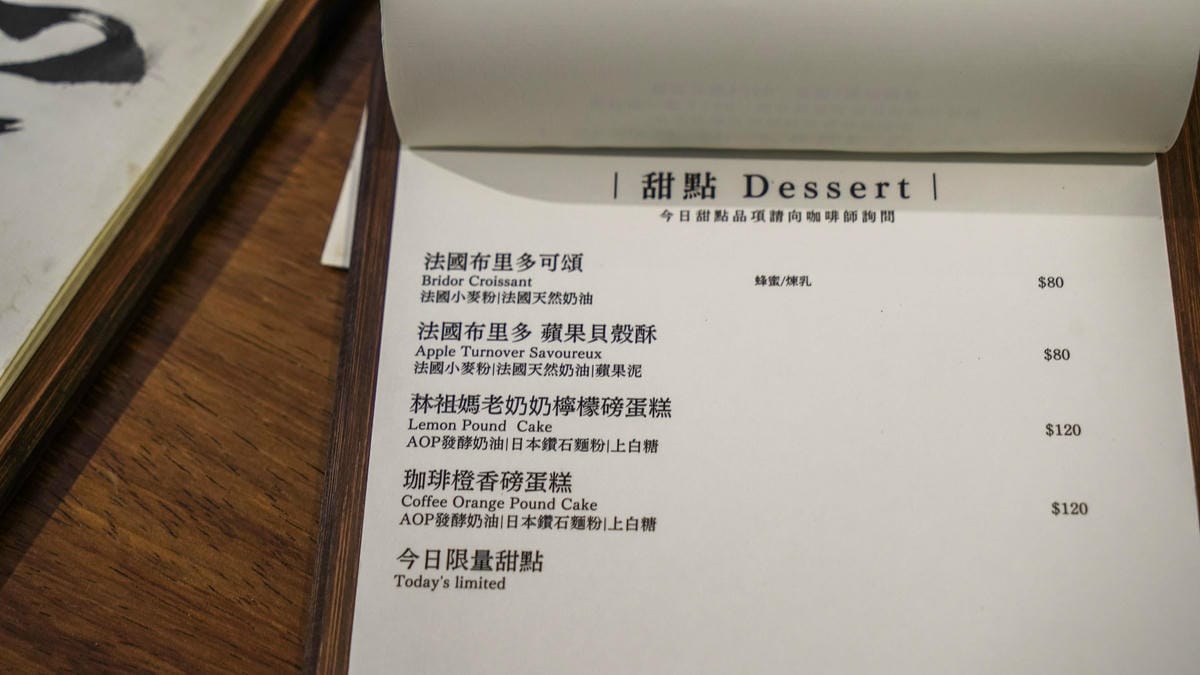 | 甜點 Dessert |
今日甜點品項請向咖啡師詢問
法國布里多可頌
Bridor Croissant 蜂蜜/煉乳 $80
法國小麥粉|法國天然奶油
法國布里多 蘋果貝殼酥
Apple Turnover Savoureux $80
法國小麥粉|法國天然奶油|蘋果泥
林祖媽老奶奶檸檬磅蛋糕
Lemon Pound Cake $120
AOP發酵奶油|日本鑽石麵粉|上白糖
珈琲橙香磅蛋糕
Coffee Orange Pound Cake $120
AOP發酵奶油|日本鑽石麵粉|上白糖
今日限量甜點
Today's limited